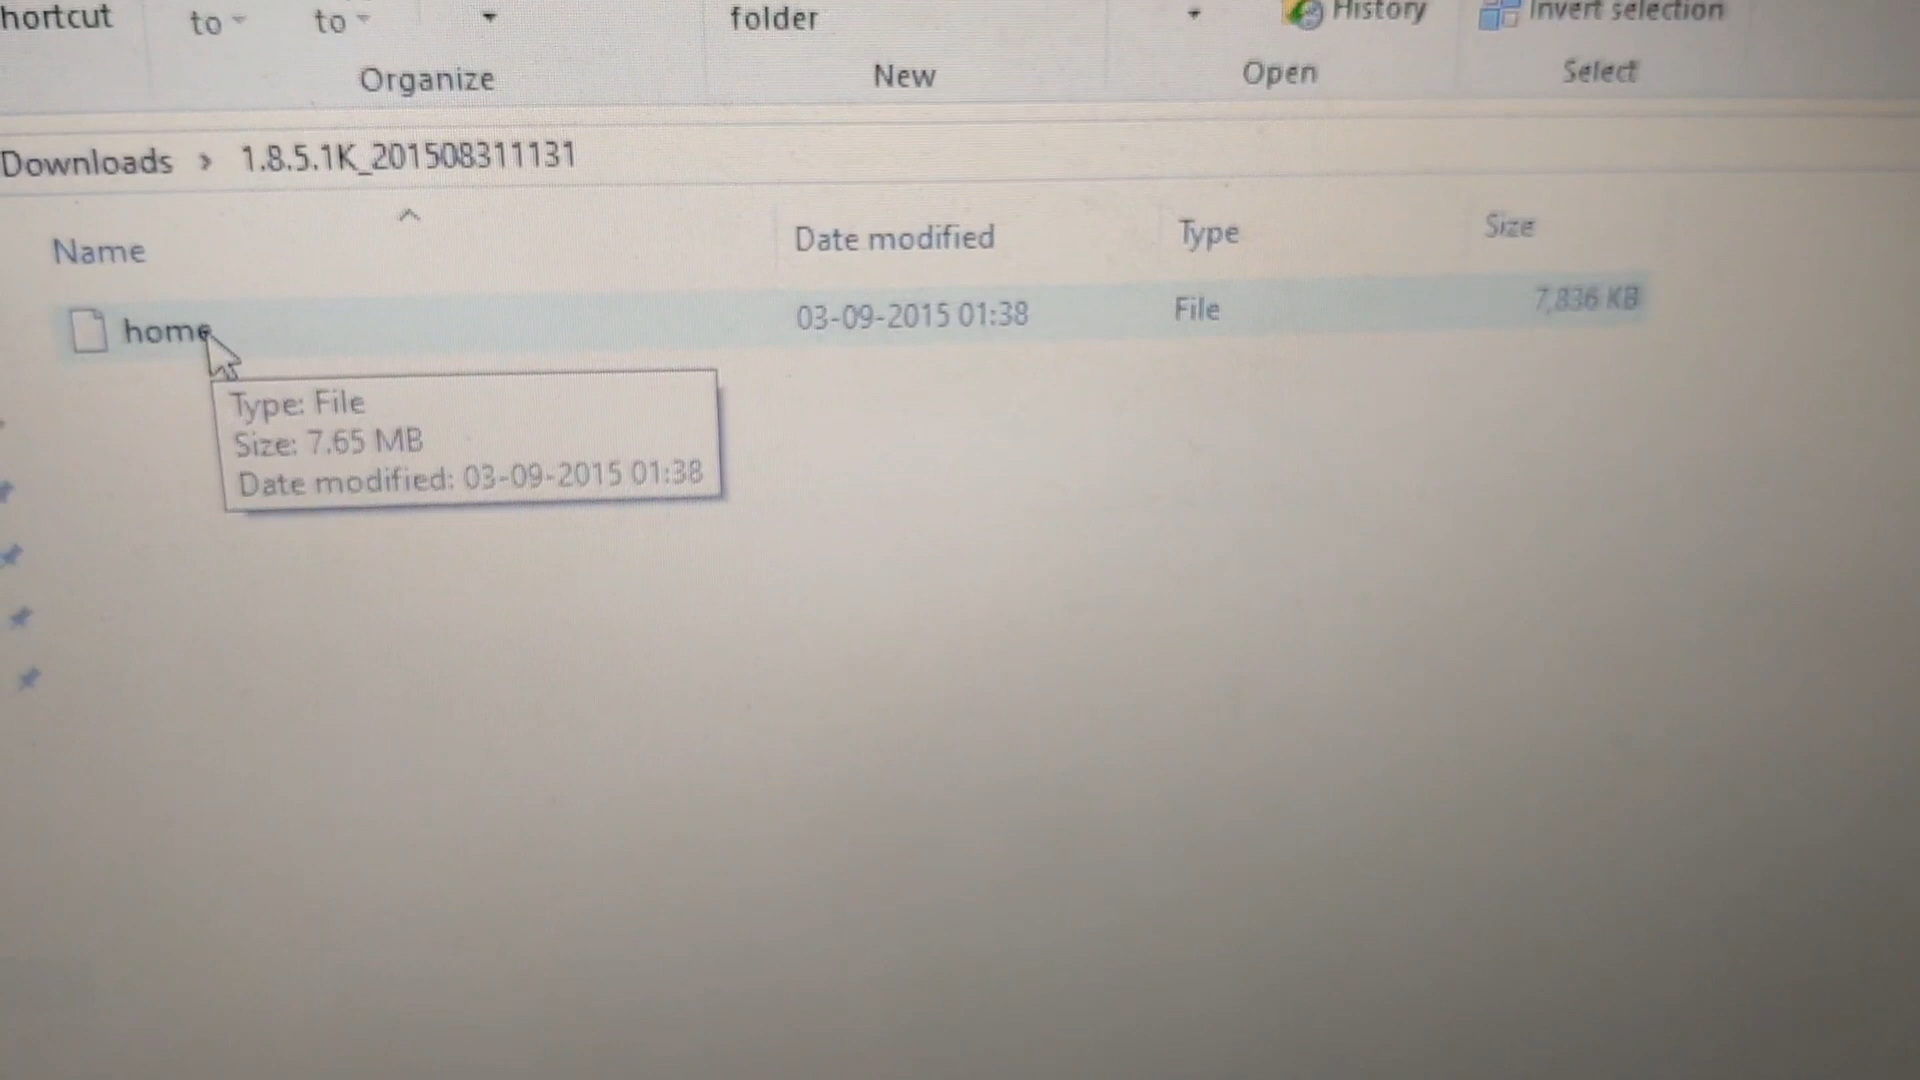 hortcut to to folder History Invert selection
Organize New Open Select
Downloads › 1.8.5.1K_201508311131
Name Date modified Type Size
home 03-09-2015 01:38 File 7,836 KB
Type: File
Size: 7.65 MB
Date modified: 03-09-2015 01:38